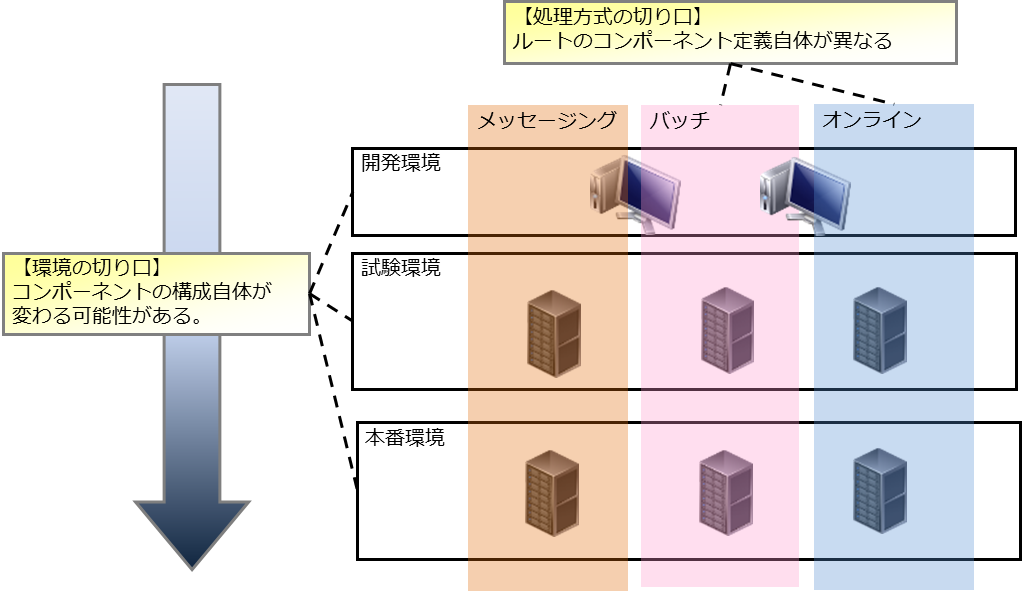 【処理方式の切り口】
ルートのコンポーネント定義自体が異なる
メッセージング
バッチ
オンライン
開発環境
【環境の切り口】
コンポーネントの構成自体が
変わる可能性がある。
試験環境
本番環境